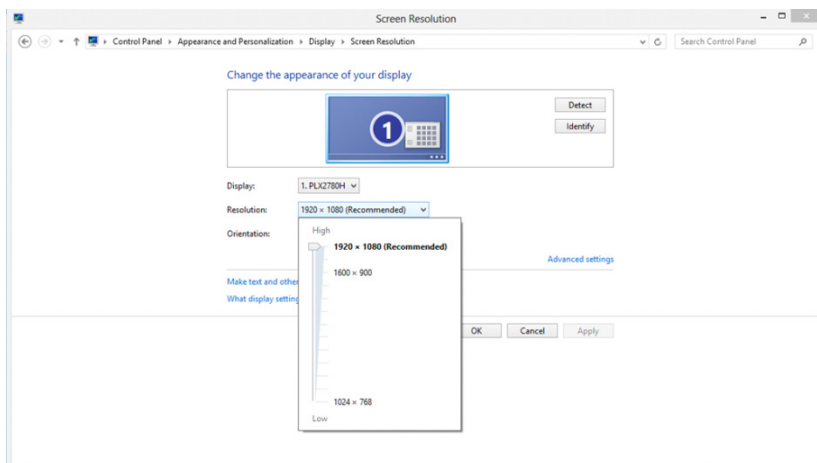 Screen Resolution
Control Panel Appearance and Personalization Display Screen Resolution
Search Control Panel
Change the appearance of your display
1
Detect
Identify
Display: 1. PLX2780H
Resolution: 1920 × 1080 (Recommended)
Orientation:
High
1920 × 1080 (Recommended)
1600 × 900
Advanced settings
Make text and other
What display setting
OK Cancel Apply
1024 × 768
Low